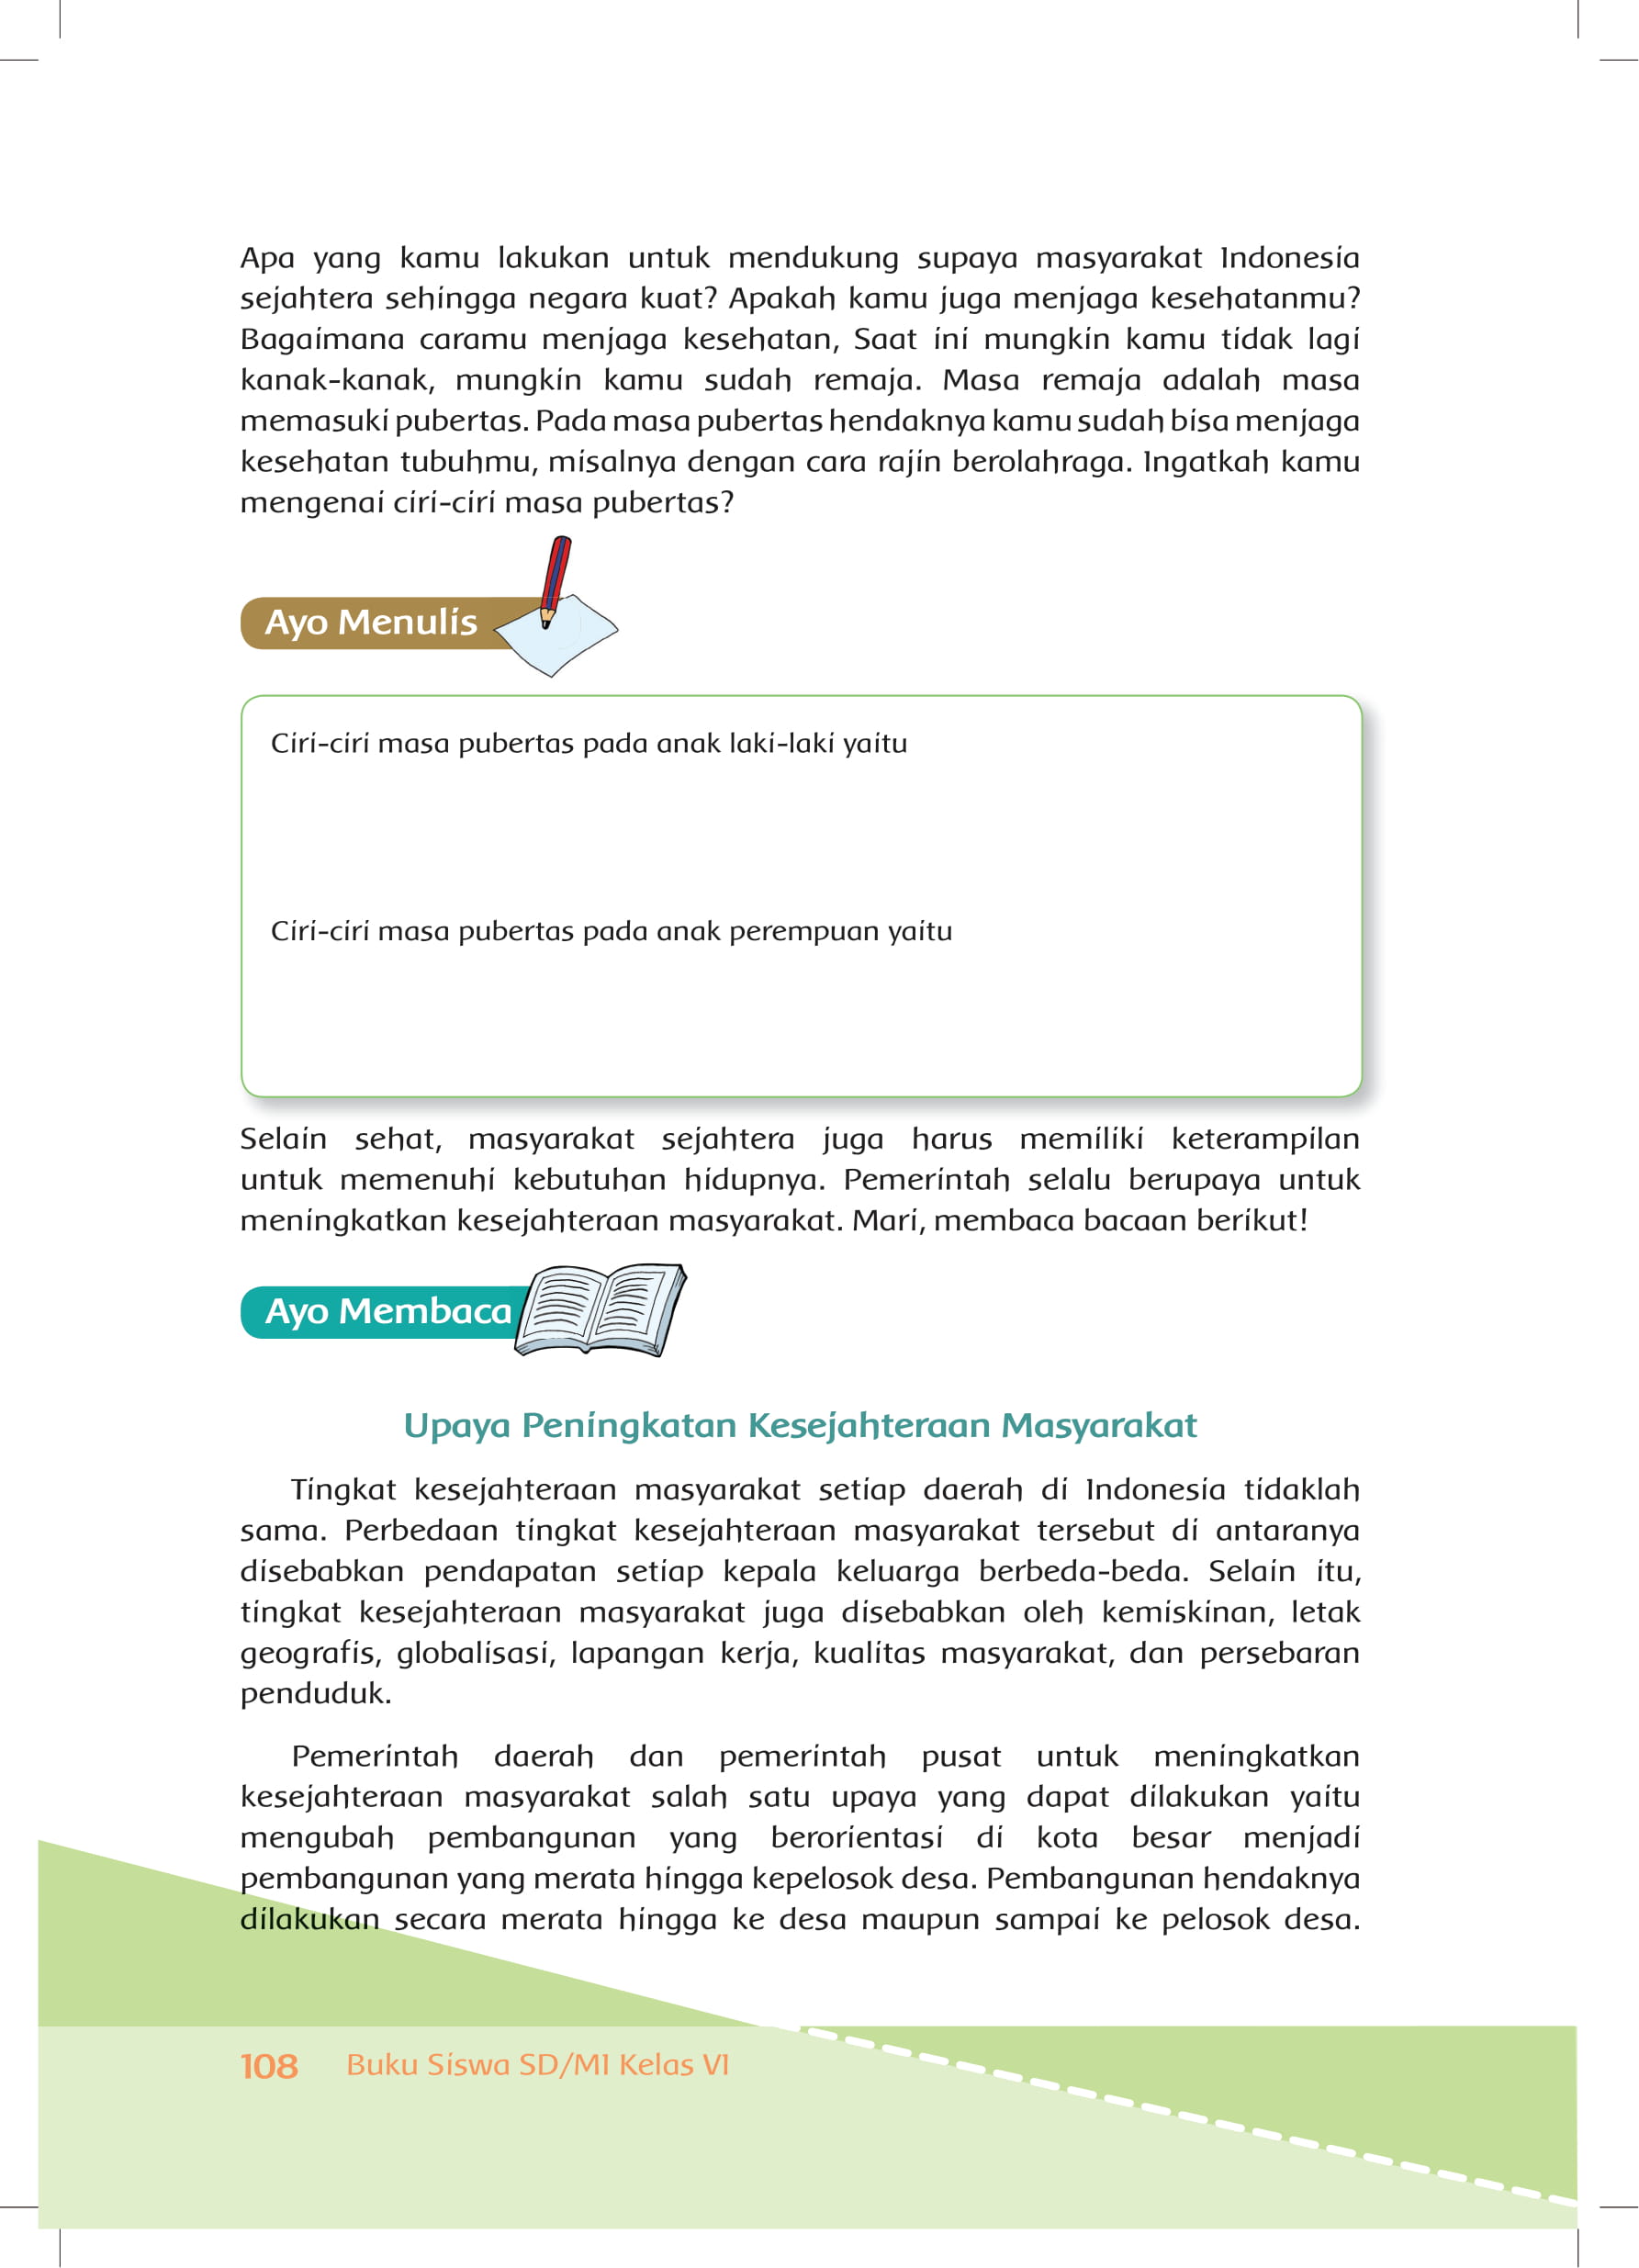 Apa yang kamu lakukan untuk mendukung supaya masyarakat Indonesia
sejahtera sehingga negara kuat? Apakah kamu juga menjaga kesehatanmu?
Bagaimana caramu menjaga kesehatan, Saat ini mungkin kamu tidak lagi
kanak-kanak, mungkin kamu sudah remaja. Masa remaja adalah masa
memasuki pubertas. Pada masa pubertas hendaknya kamu sudah bisa menjaga
kesehatan tubuhmu, misalnya dengan cara rajin berolahraga. Ingatkah kamu
mengenai ciri-ciri masa pubertas?
Ayo Menulis
Ciri-ciri masa pubertas pada anak laki-laki yaitu
Ciri-ciri masa pubertas pada anak perempuan yaitu
Selain sehat, masyarakat sejahtera juga harus memiliki keterampilan
untuk memenuhi kebutuhan hidupnya. Pemerintah selalu berupaya untuk
meningkatkan kesejahteraan masyarakat. Mari, membaca bacaan berikut!
Ayo Membaca
Upaya Peningkatan Kesejahteraan Masyarakat
Tingkat kesejahteraan masyarakat setiap daerah di Indonesia tidaklah
sama. Perbedaan tingkat kesejahteraan masyarakat tersebut di antaranya
disebabkan pendapatan setiap kepala keluarga berbeda-beda. Selain itu,
tingkat kesejahteraan masyarakat juga disebabkan oleh kemiskinan, letak
geografis, globalisasi, lapangan kerja, kualitas masyarakat, dan persebaran
penduduk.
Pemerintah daerah dan pemerintah pusat untuk meningkatkan
kesejahteraan masyarakat salah satu upaya yang dapat dilakukan yaitu
mengubah pembangunan yang berorientasi di kota besar menjadi
pembangunan yang merata hingga kepelosok desa. Pembangunan hendaknya
dilakukan secara merata hingga ke desa maupun sampai ke pelosok desa.
108 Buku Siswa SD/MI Kelas VI